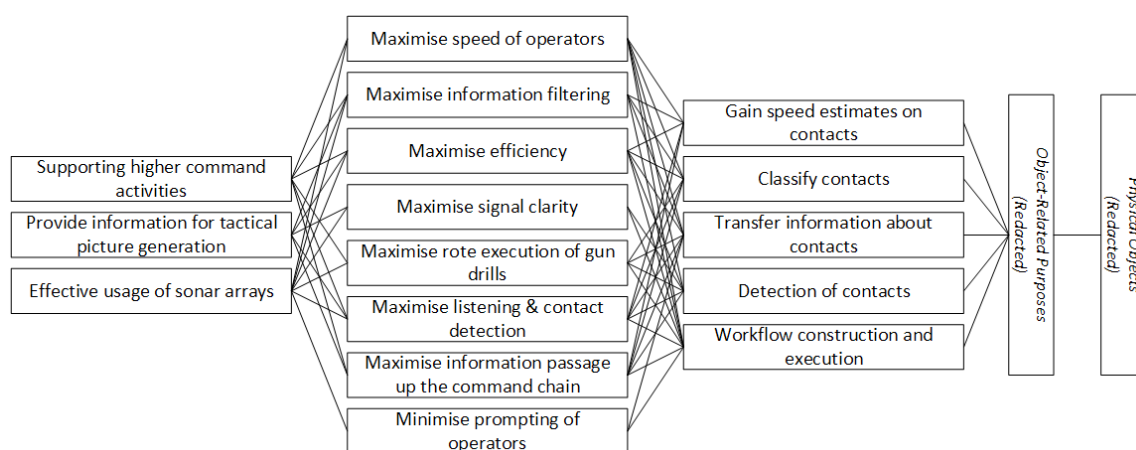 Supporting higher command
activities
Provide information for tactical
picture generation
Effective usage of sonar arrays
Maximise speed of operators
Maximise information filtering
Maximise efficiency
Maximise signal clarity
Maximise rote execution of gun
drills
Maximise listening & contact
detection
Maximise information passage
up the command chain
Minimise prompting of
operators
Gain speed estimates on
contacts
Classify contacts
Transfer information about
contacts
Detection of contacts
Workflow construction and
execution
Object-Related Purposes
(Redacted)
Physical Objects
(Redacted)